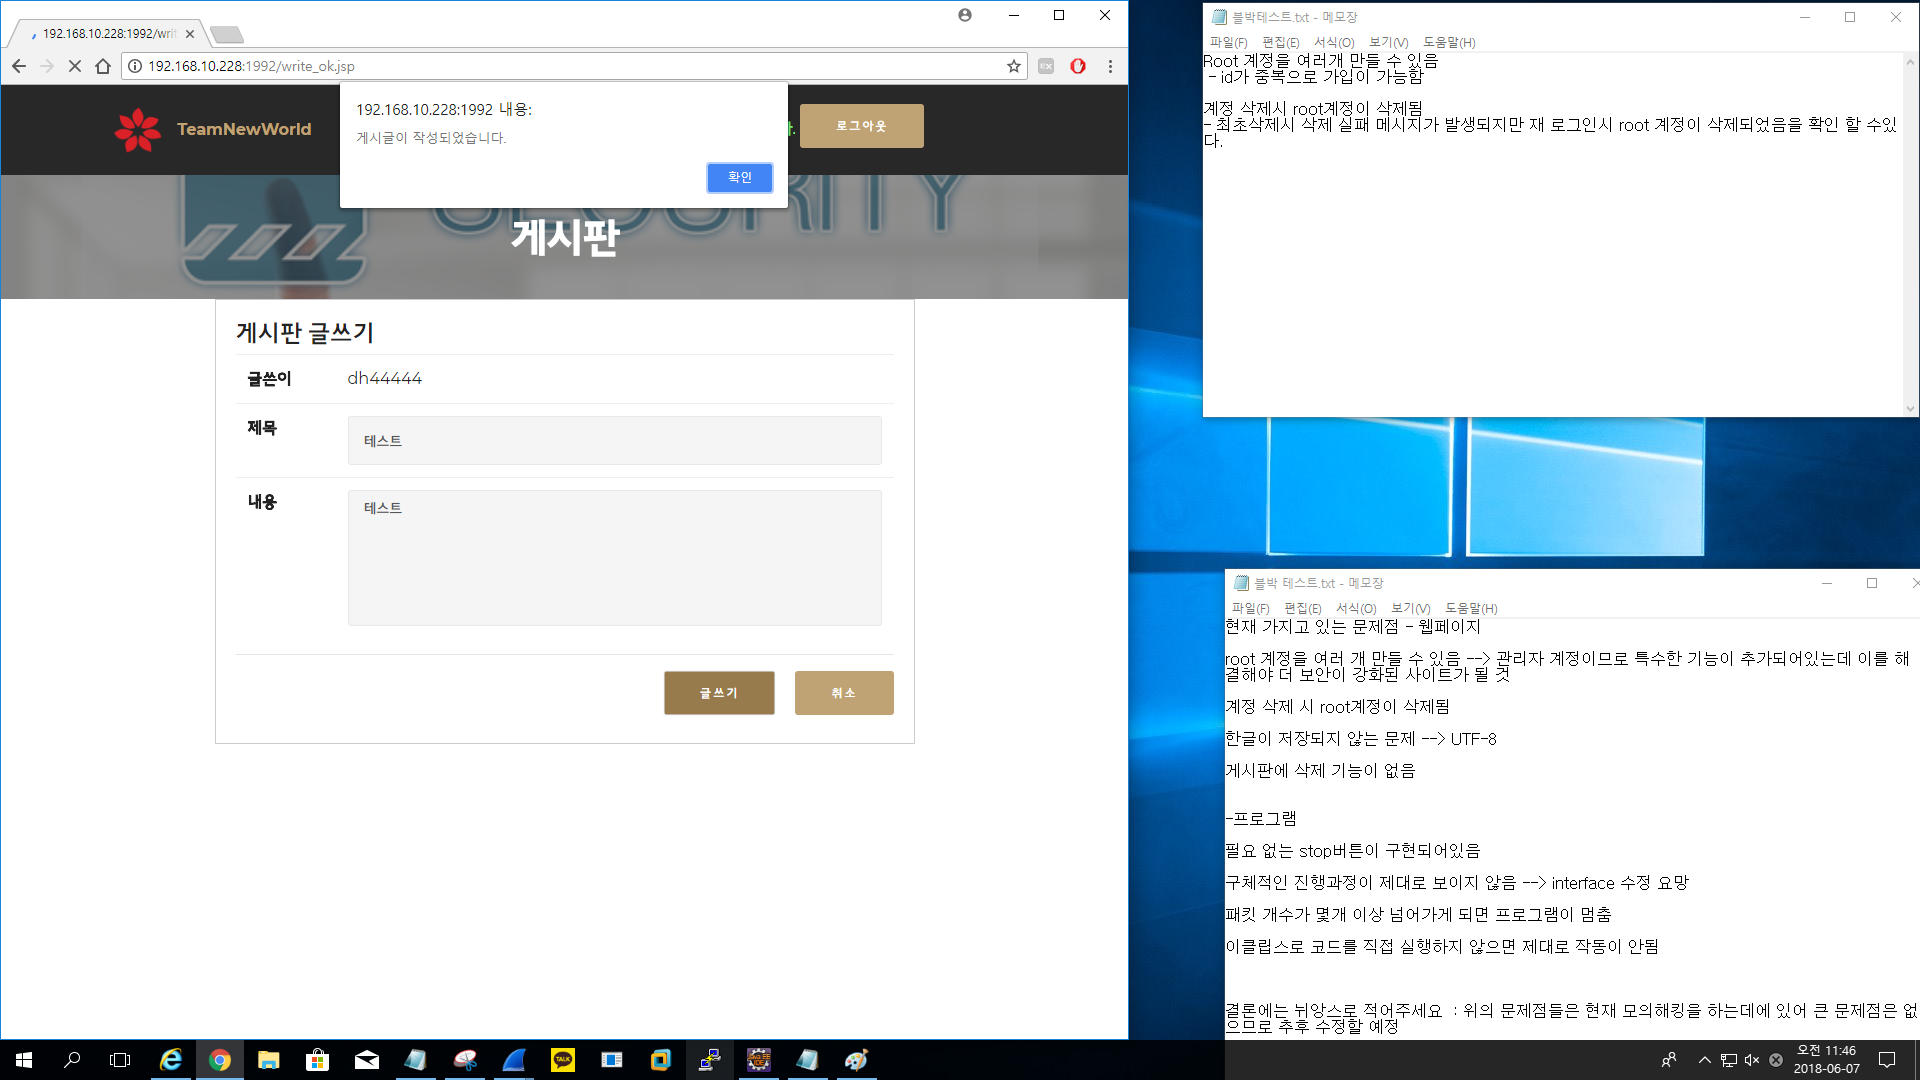 192.168.10.228:1992/wri
192.168.10.228:1992/write_ok.jsp
192.168.10.228:1992 내용:
게시글이 작성되었습니다.
확인
TeamNewWorld
로그아웃
SECURITY
게시판
게시판 글쓰기
글쓴이 dh44444
제목 테스트
내용 테스트
글쓰기 취소
블박테스트.txt - 메모장
파일(F) 편집(E) 서식(O) 보기(V) 도움말(H)
Root 계정을 여러개 만들 수 있음
- id가 중복으로 가입이 가능함
계정 삭제시 root계정이 삭제됨
- 최초삭제시 삭제 실패 메시지가 발생되지만 재 로그인시 root 계정이 삭제되었음을 확인 할 수있
다.
블박 테스트.txt - 메모장
파일(F) 편집(E) 서식(O) 보기(V) 도움말(H)
현재 가지고 있는 문제점 - 웹페이지
root 계정을 여러 개 만들 수 있음 --> 관리자 계정이므로 특수한 기능이 추가되어있는데 이를 해
결해야 더 보안이 강화된 사이트가 될 것
계정 삭제 시 root계정이 삭제됨
한글이 저장되지 않는 문제 --> UTF-8
게시판에 삭제 기능이 없음
-프로그램
필요 없는 stop버튼이 구현되어있음
구체적인 진행과정이 제대로 보이지 않음 --> interface 수정 요망
패킷 개수가 몇개 이상 넘어가게 되면 프로그램이 멈춤
이클립스로 코드를 직접 실행하지 않으면 제대로 작동이 안됨
결론에는 뉘앙스로 적어주세요 : 위의 문제점들은 현재 모의해킹을 하는데에 있어 큰 문제점은 없
으므로 추후 수정할 예정
TALK
오전 11:46
2018-06-07